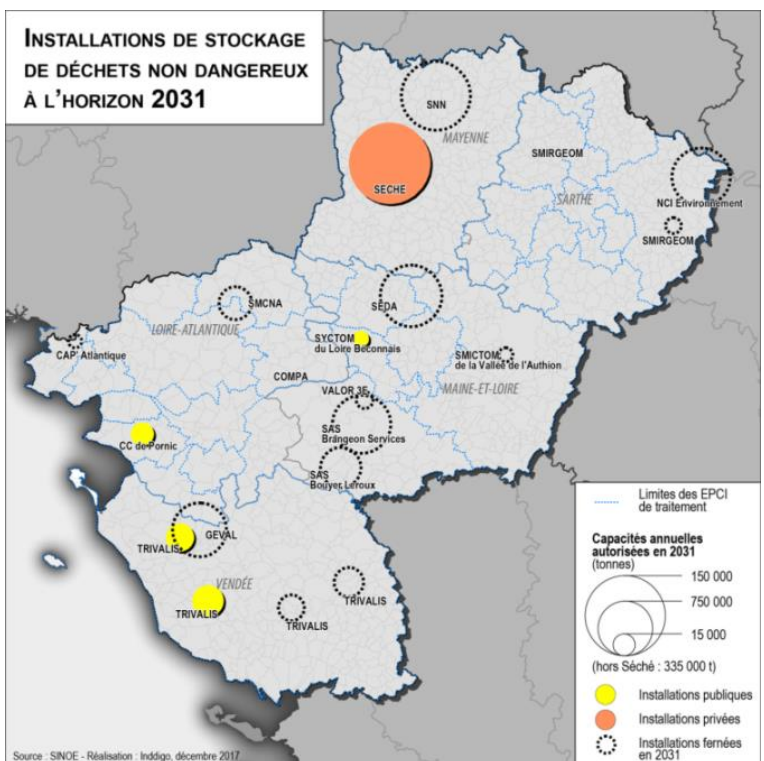 INSTALLATIONS DE STOCKAGE
DE DÉCHETS NON DANGEREUX
À L'HORIZON 2031
SNN
MAYENNE
SECHE
SMIRGEOM
SARTHE
NCI Environnement
SMIRGEOM
SMCNA
SEDA
LOIRE-ATLANTIQUE
CAP Atlantique
SYCTOM
du Loire Béconnais
SMICTOM
de la Vallée de l'Authion
COMPA
MAINE-ET-LOIRE
VALOR 3E
SAS
Brangeon Services
CC de Pornic
SAS
Bouyer Leroux
GEVAL
TRIVALIS
VENDÉE
TRIVALIS
TRIVALIS
TRIVALIS
Limites des EPCI
de traitement
Capacités annuelles
autorisées en 2031
(tonnes)
150 000
750 000
15 000
(hors Séché : 335 000 t)
Installations publiques
Installations privées
Installations fernées
en 2031
Source : SINOE - Réalisation : Inddigo, décembre 2017